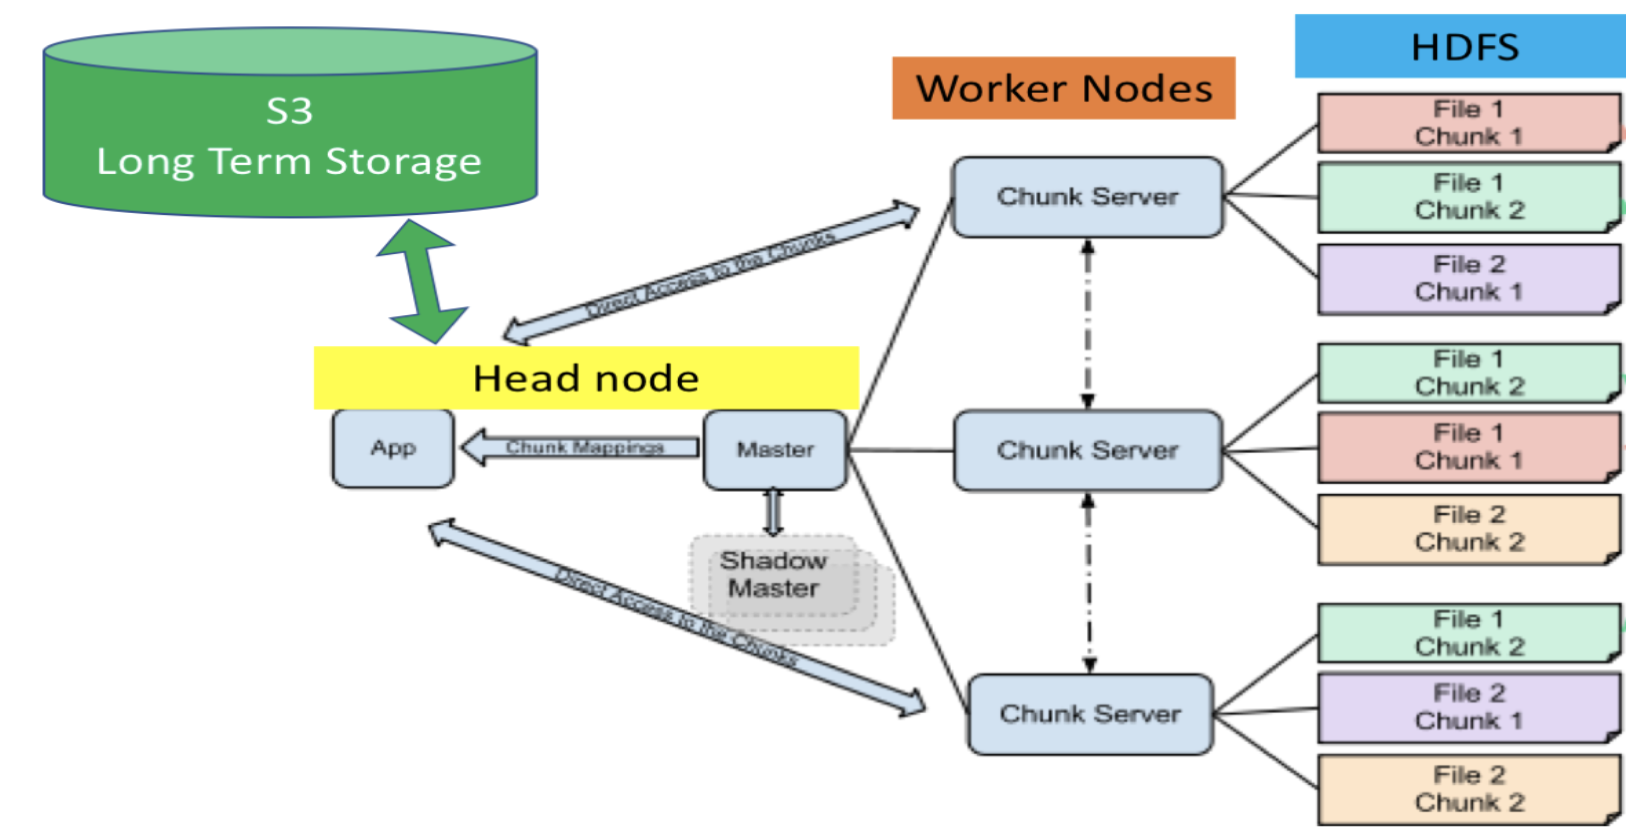 S3
Long Term Storage
Worker Nodes
HDFS
File 1
Chunk 1
File 1
Chunk 2
File 2
Chunk 1
Chunk Server
Direct Access to the Chunks
Head node
App
Chunk Mappings
Master
Chunk Server
File 1
Chunk 2
File 1
Chunk 1
File 2
Chunk 2
Shadow
Master
Direct Access to the Chunks
Chunk Server
File 1
Chunk 2
File 2
Chunk 1
File 2
Chunk 2